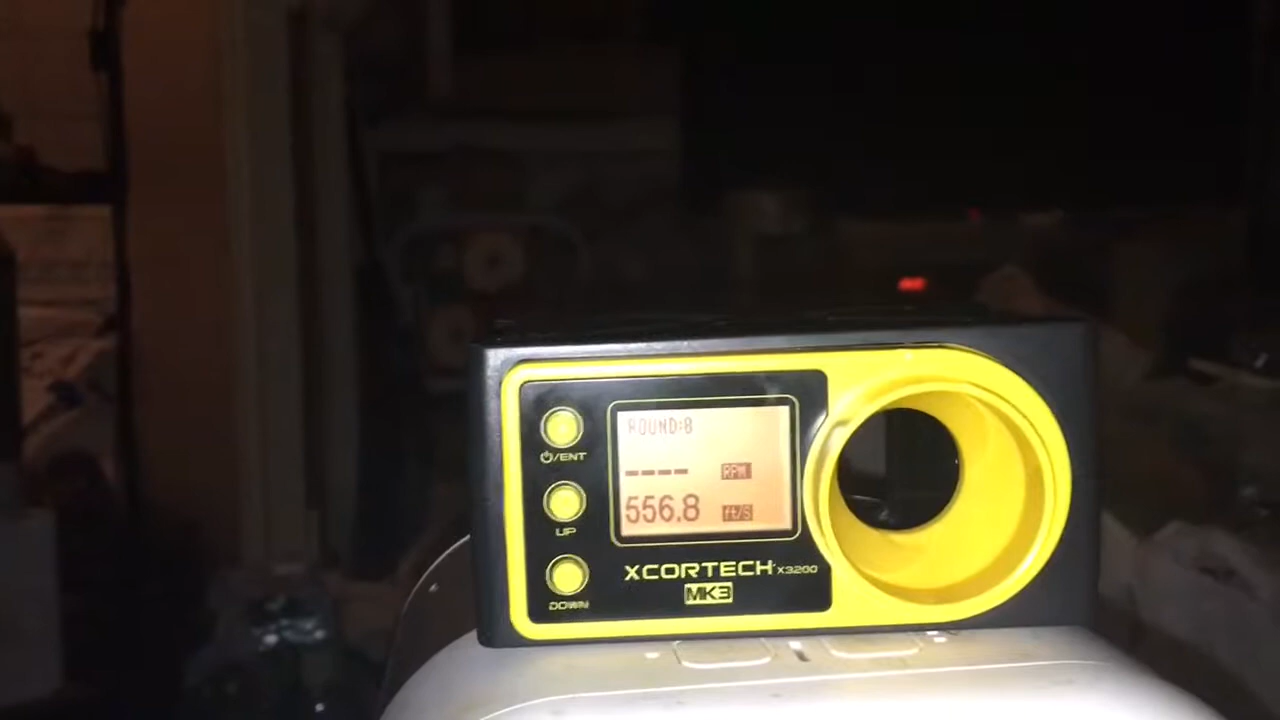 ROUND:8
---- RPM
556.8 ft/S
⏻/ENT
UP
DOWN
XCORTECH X3200
MK3